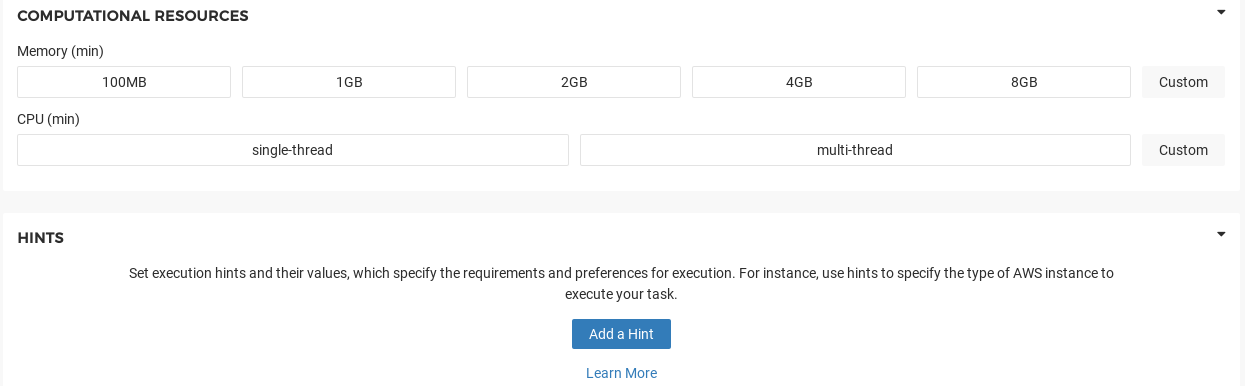 COMPUTATIONAL RESOURCES
Memory (min)
100MB 1GB 2GB 4GB 8GB Custom
CPU (min)
single-thread multi-thread Custom
HINTS
Set execution hints and their values, which specify the requirements and preferences for execution. For instance, use hints to specify the type of AWS instance to
execute your task.
Add a Hint
Learn More